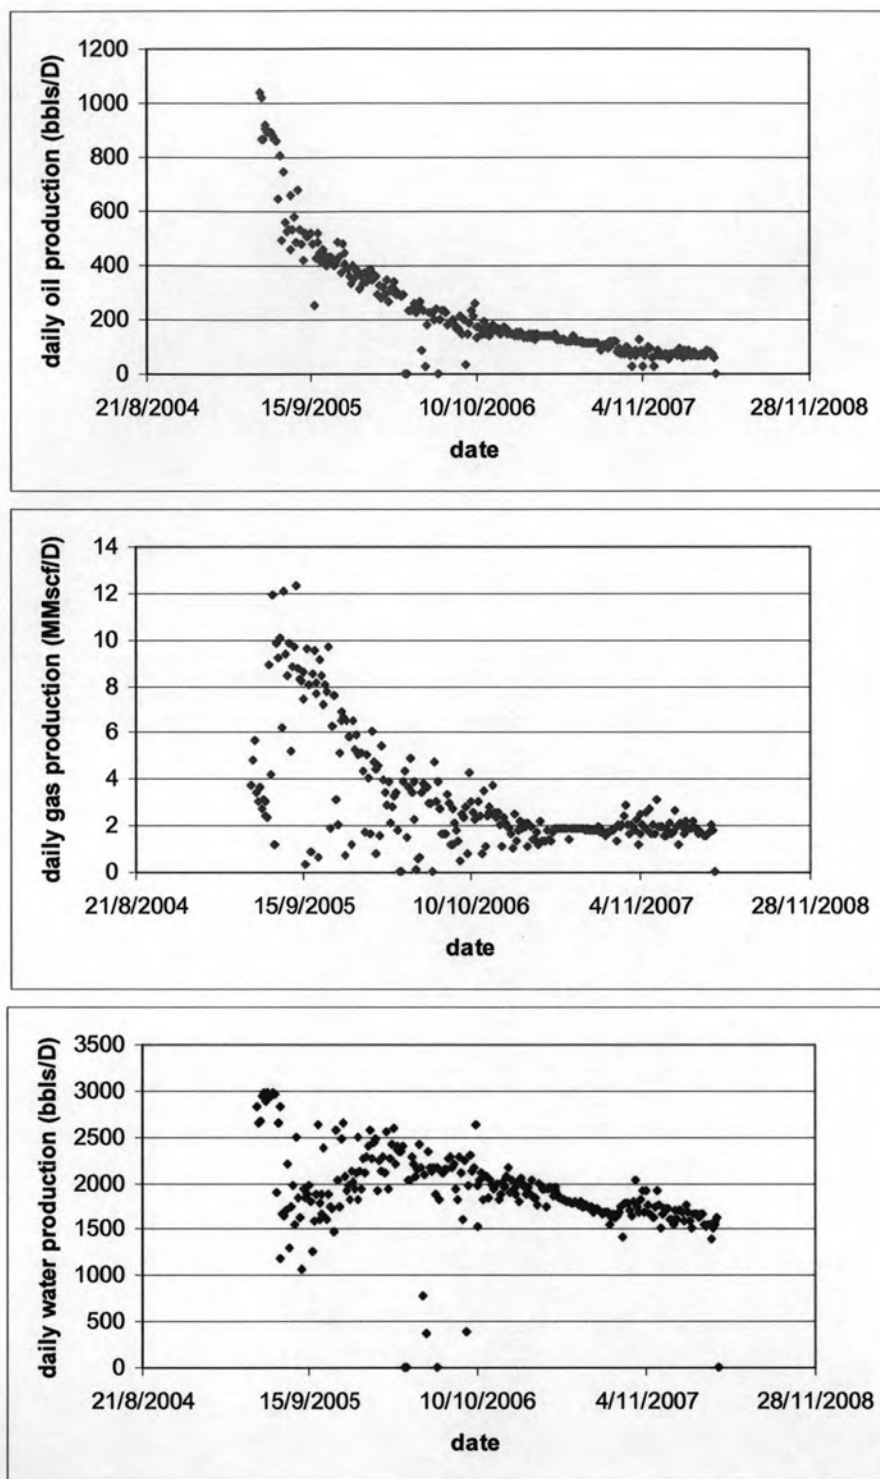 daily oil production (bbls/D)
1200
1000
800
600
400
200
0
21/8/2004 15/9/2005 10/10/2006 4/11/2007 28/11/2008
date
daily gas production (MMscf/D)
14
12
10
8
6
4
2
0
21/8/2004 15/9/2005 10/10/2006 4/11/2007 28/11/2008
date
daily water production (bbls/D)
3500
3000
2500
2000
1500
1000
500
0
21/8/2004 15/9/2005 10/10/2006 4/11/2007 28/11/2008
date